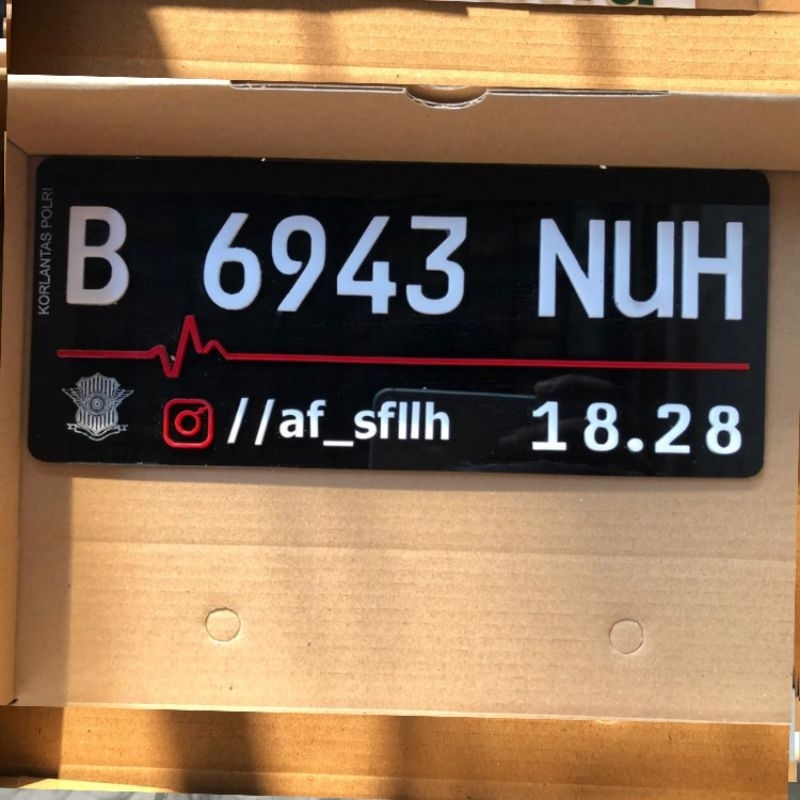 KORLANTAS POLRI
B 6943 NUH
//af_sfllh 18.28